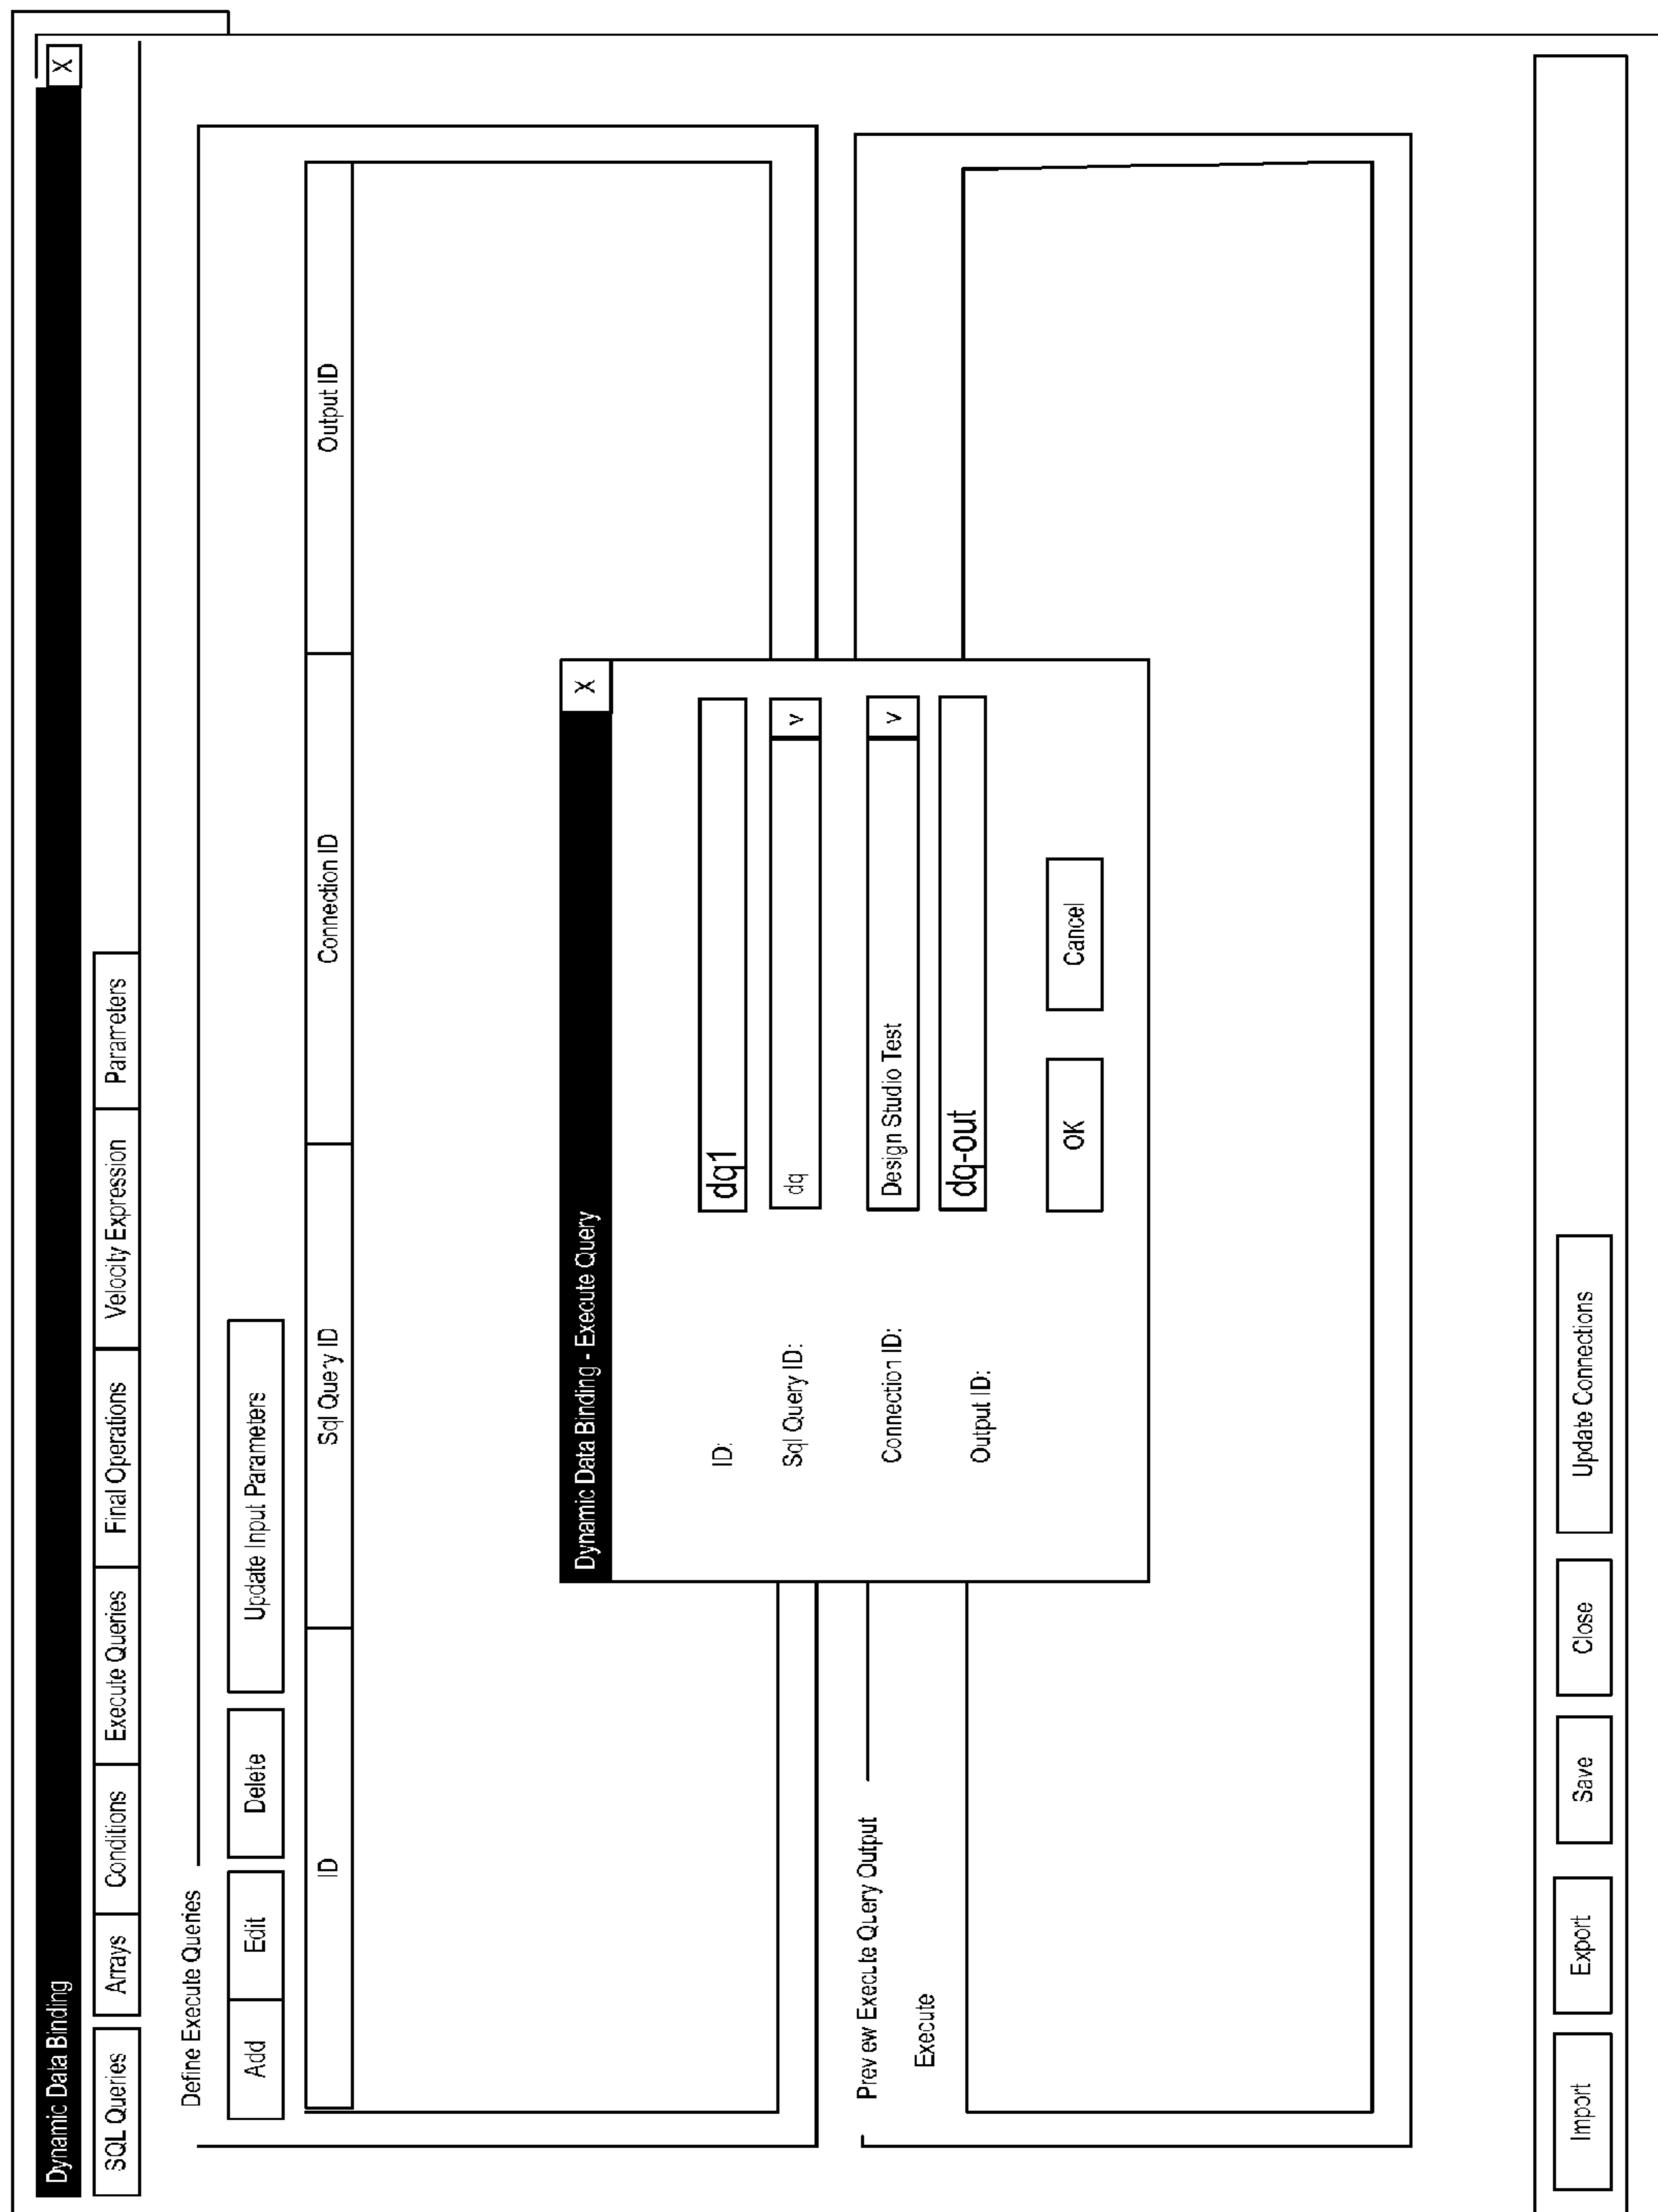 Dynamic Data Binding X
SQL Queries Arrays Conditions Execute Queries Final Operations Velocity Expression Parameters
Define Execute Queries
Add Edit Delete Update Input Parameters
ID Sql Query ID Connection ID Output ID
Dynamic Data Binding - Execute Query X
ID: dq1
Sql Query ID: dq v
Connection ID: Design Studio Test v
Output ID: dq-out
OK Cancel
Preview Execute Query Output
Execute
Import Export Save Close Update Connections